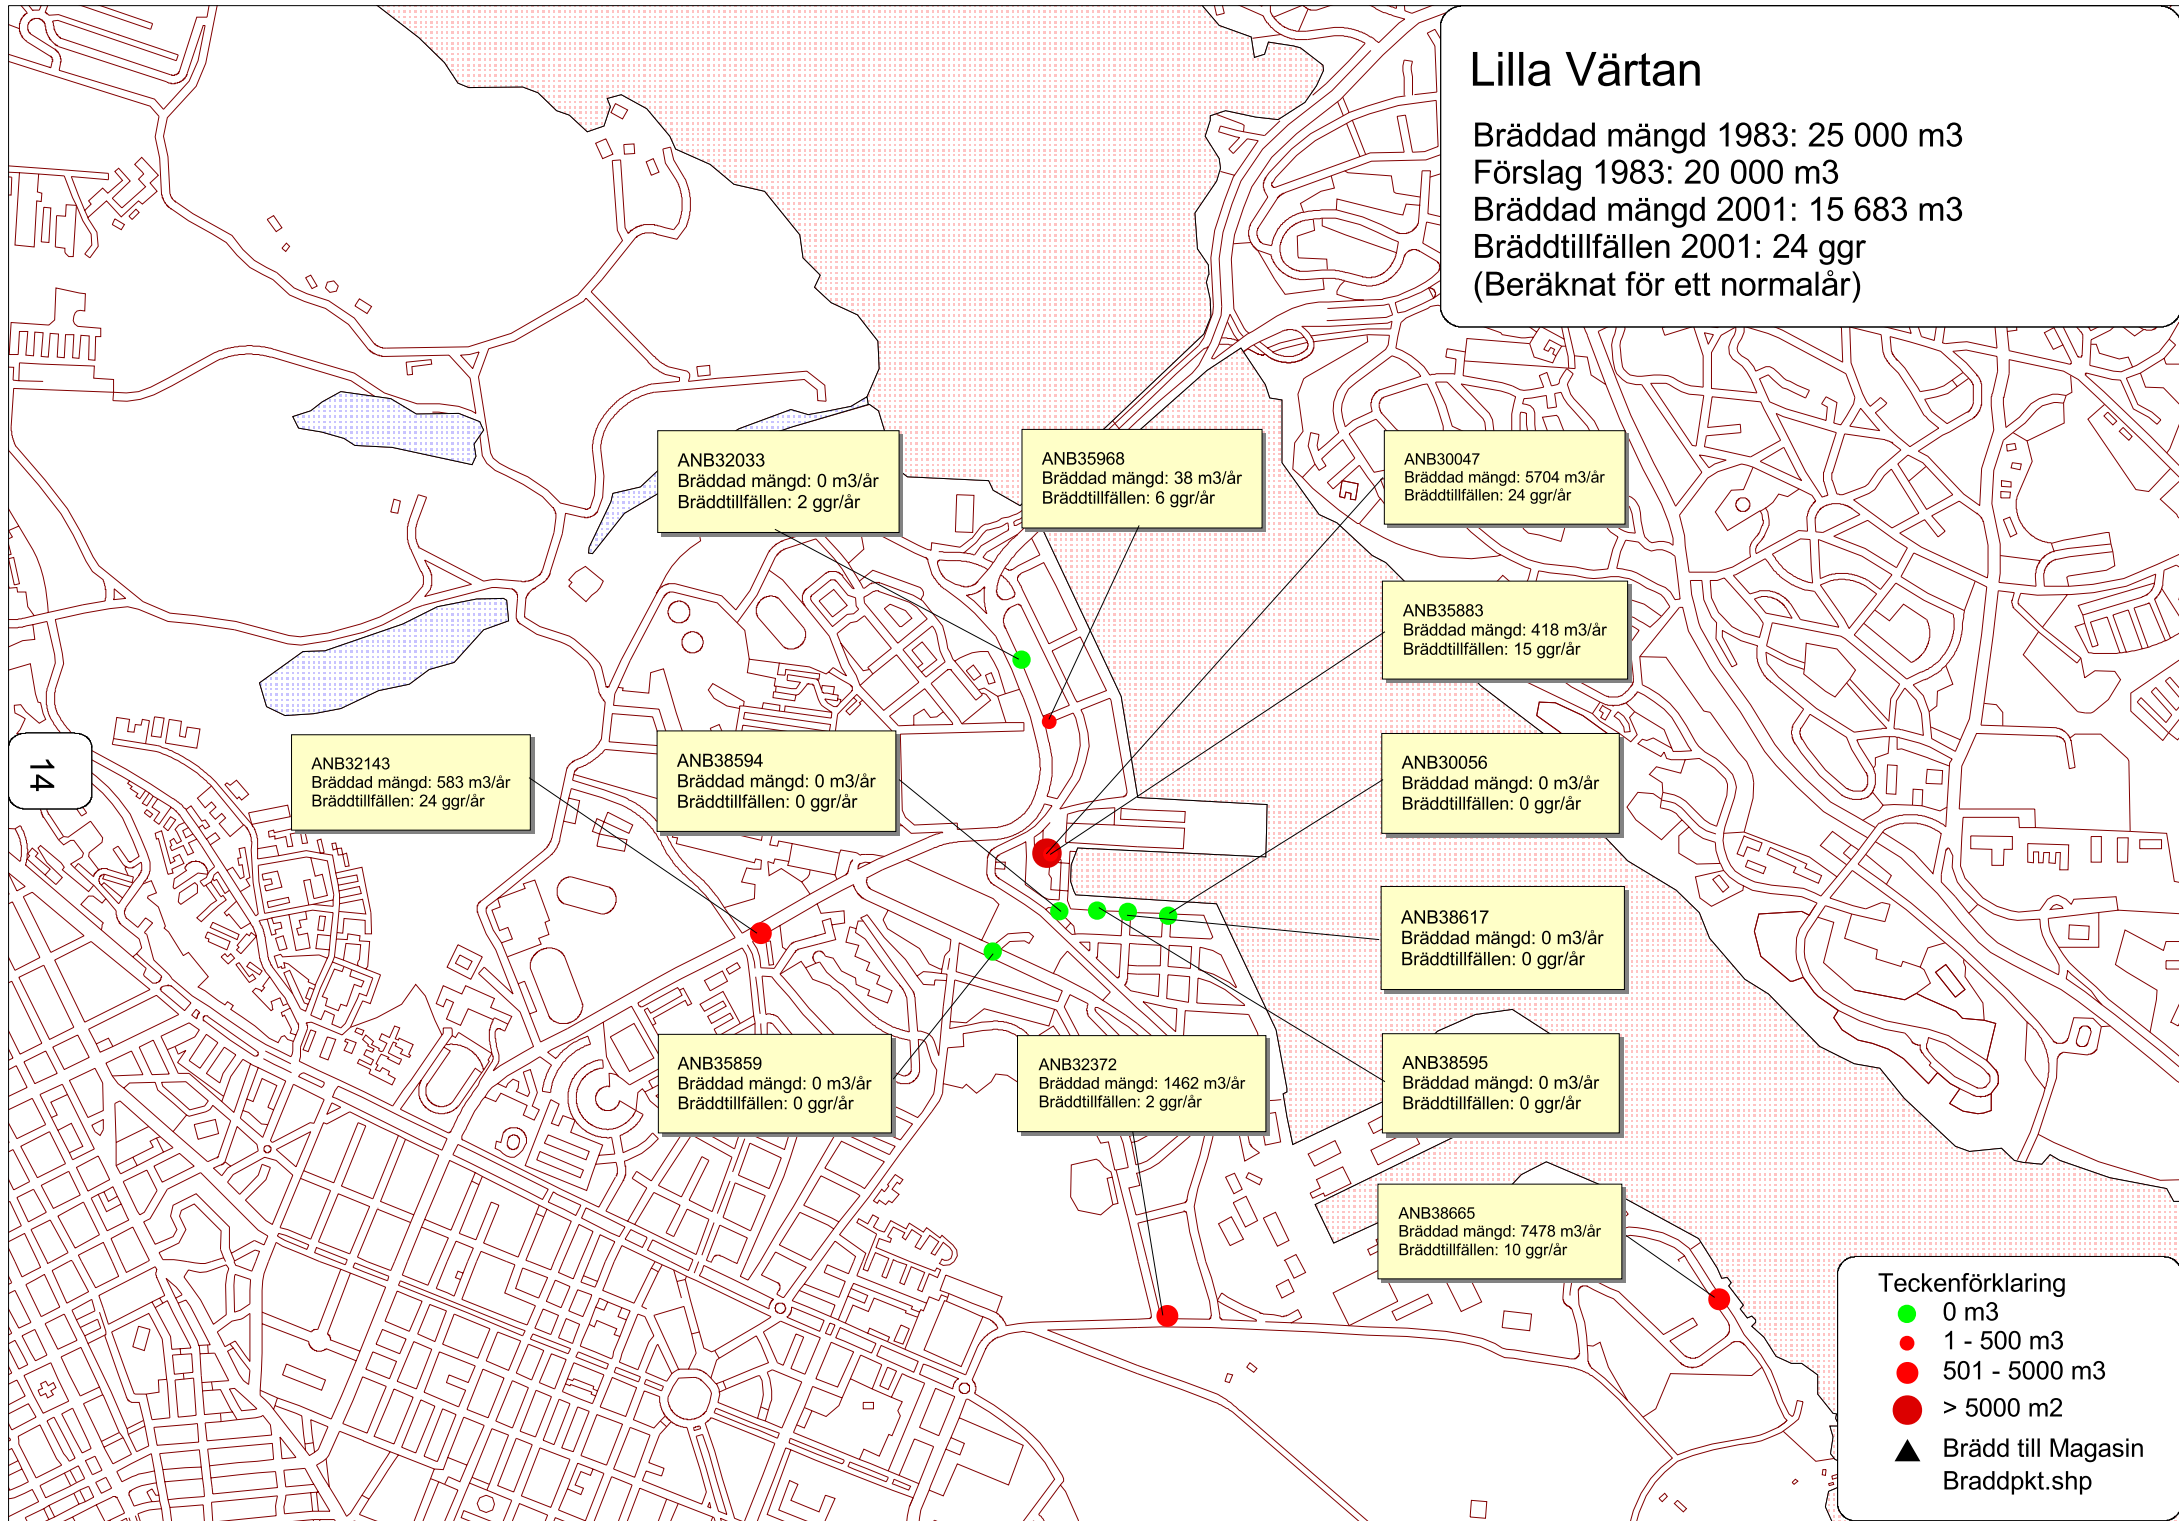 Lilla Värtan
Bräddad mängd 1983: 25 000 m3
Förslag 1983: 20 000 m3
Bräddad mängd 2001: 15 683 m3
Bräddtillfällen 2001: 24 ggr
(Beräknat för ett normalår)
ANB32033
Bräddad mängd: 0 m3/år
Bräddtillfällen: 2 ggr/år
ANB35968
Bräddad mängd: 38 m3/år
Bräddtillfällen: 6 ggr/år
ANB30047
Bräddad mängd: 5704 m3/år
Bräddtillfällen: 24 ggr/år
ANB35883
Bräddad mängd: 418 m3/år
Bräddtillfällen: 15 ggr/år
14
ANB32143
Bräddad mängd: 583 m3/år
Bräddtillfällen: 24 ggr/år
ANB38594
Bräddad mängd: 0 m3/år
Bräddtillfällen: 0 ggr/år
ANB30056
Bräddad mängd: 0 m3/år
Bräddtillfällen: 0 ggr/år
ANB38617
Bräddad mängd: 0 m3/år
Bräddtillfällen: 0 ggr/år
ANB35859
Bräddad mängd: 0 m3/år
Bräddtillfällen: 0 ggr/år
ANB32372
Bräddad mängd: 1462 m3/år
Bräddtillfällen: 2 ggr/år
ANB38595
Bräddad mängd: 0 m3/år
Bräddtillfällen: 0 ggr/år
ANB38665
Bräddad mängd: 7478 m3/år
Bräddtillfällen: 10 ggr/år
Teckenförklaring
0 m3
1 - 500 m3
501 - 5000 m3
> 5000 m2
Brädd till Magasin
Braddpkt.shp